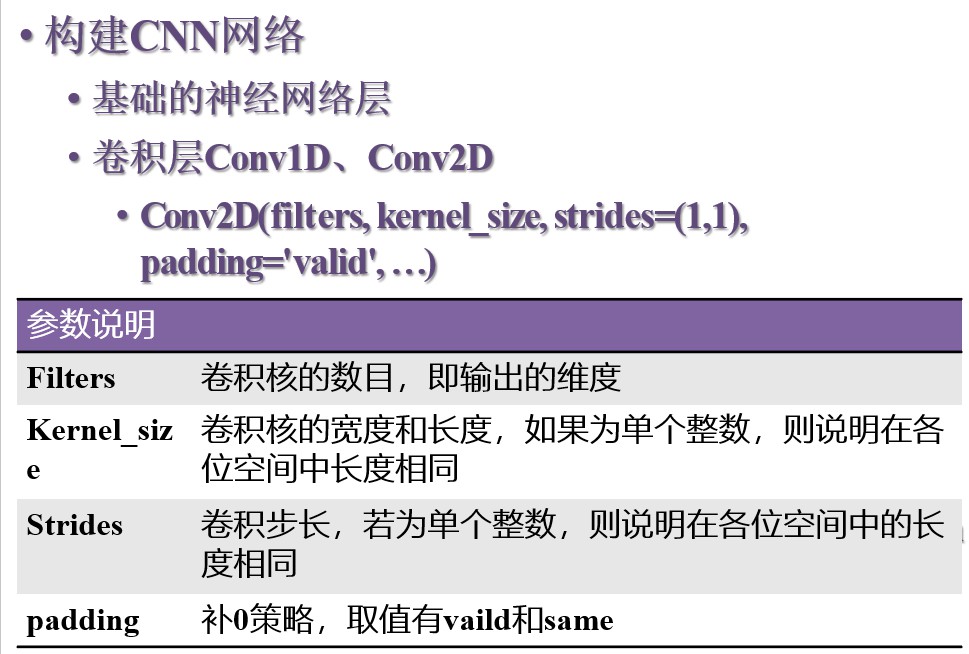 • 构建CNN网络
• 基础的神经网络层
• 卷积层Conv1D、Conv2D
• Conv2D(filters, kernel_size, strides=(1,1),
padding='valid', …)
参数说明
Filters 卷积核的数目，即输出的维度
Kernel_siz 卷积核的宽度和长度，如果为单个整数，则说明在各
e 位空间中长度相同
Strides 卷积步长，若为单个整数，则说明在各位空间中的长
度相同
padding 补0策略，取值有vaild和same